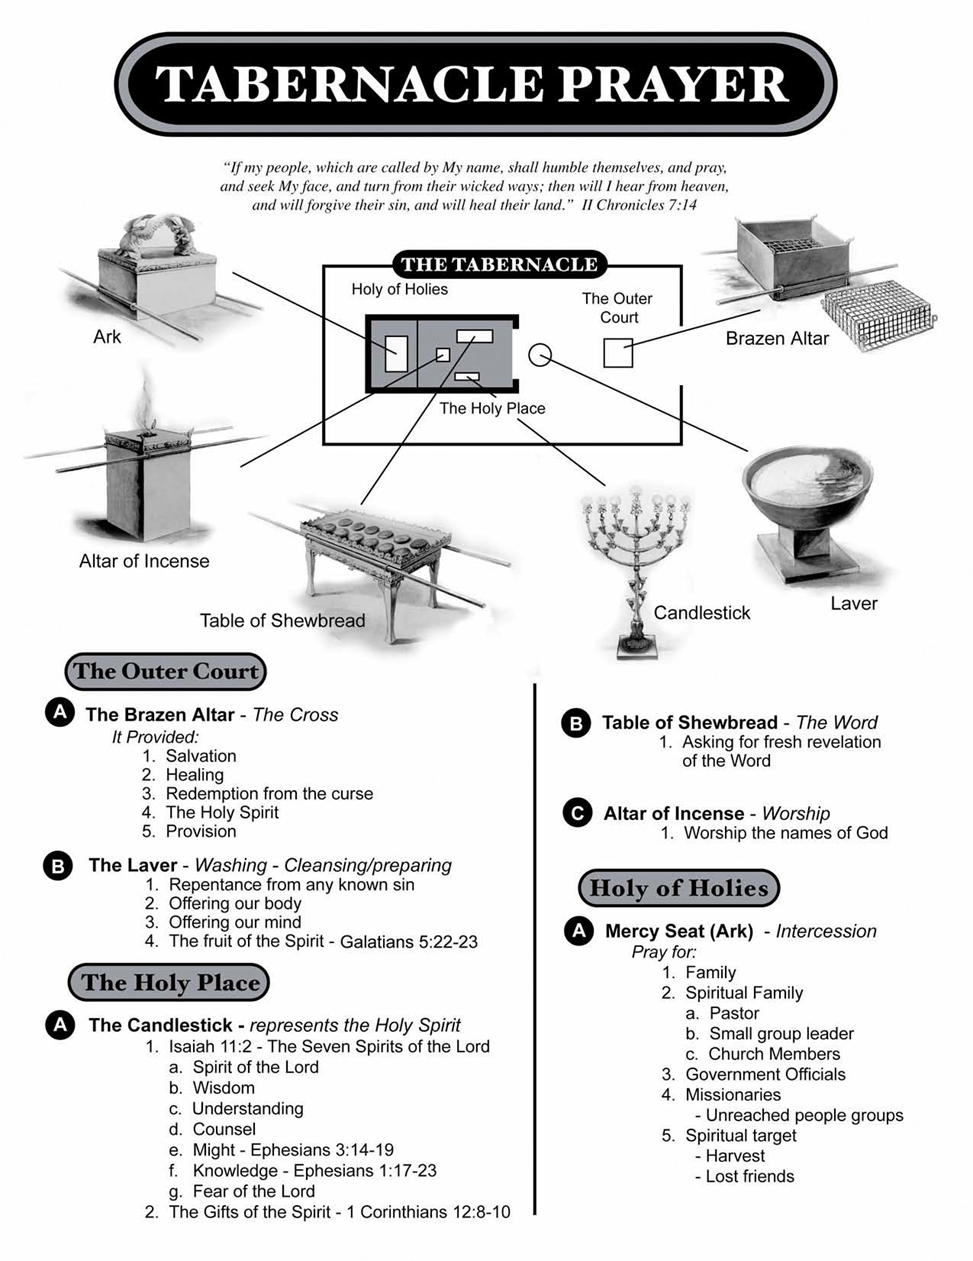 TABERNACLE PRAYER
“If my people, which are called by My name, shall humble themselves, and pray,
and seek My face, and turn from their wicked ways; then will I hear from heaven,
and will forgive their sin, and will heal their land.” II Chronicles 7:14
THE TABERNACLE
Holy of Holies
The Outer
Court
Ark
Brazen Altar
The Holy Place
Altar of Incense
Table of Shewbread
Candlestick
Laver
The Outer Court
A The Brazen Altar - The Cross
It Provided:
1. Salvation
2. Healing
3. Redemption from the curse
4. The Holy Spirit
5. Provision
B The Laver - Washing - Cleansing/preparing
1. Repentance from any known sin
2. Offering our body
3. Offering our mind
4. The fruit of the Spirit - Galatians 5:22-23
The Holy Place
A The Candlestick - represents the Holy Spirit
1. Isaiah 11:2 - The Seven Spirits of the Lord
a. Spirit of the Lord
b. Wisdom
c. Understanding
d. Counsel
e. Might - Ephesians 3:14-19
f. Knowledge - Ephesians 1:17-23
g. Fear of the Lord
2. The Gifts of the Spirit - 1 Corinthians 12:8-10
B Table of Shewbread - The Word
1. Asking for fresh revelation
of the Word
C Altar of Incense - Worship
1. Worship the names of God
Holy of Holies
A Mercy Seat (Ark) - Intercession
Pray for:
1. Family
2. Spiritual Family
a. Pastor
b. Small group leader
c. Church Members
3. Government Officials
4. Missionaries
- Unreached people groups
5. Spiritual target
- Harvest
- Lost friends